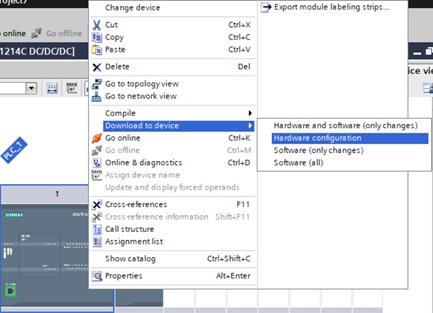 oject7
Change device
Export module labeling strips...
o online
Go offline
Cut Ctrl+X
Copy Ctrl+C
Paste Ctrl+V
1214C DC/DC/DC]
Delete Del
ice vie
Go to topology view
Go to network view
Compile
Download to device
Hardware and software (only changes)
Go online Ctrl+K
Hardware configuration
Go offline Ctrl+M
Software (only changes)
Online & diagnostics Ctrl+D
Software (all)
PLC_1
Assign device name
Update and display forced operands
1
Cross-references F11
Cross-reference information Shift+F11
SIEMENS
Call structure
Assignment list
Show catalog Ctrl+Shift+C
Properties Alt+Enter